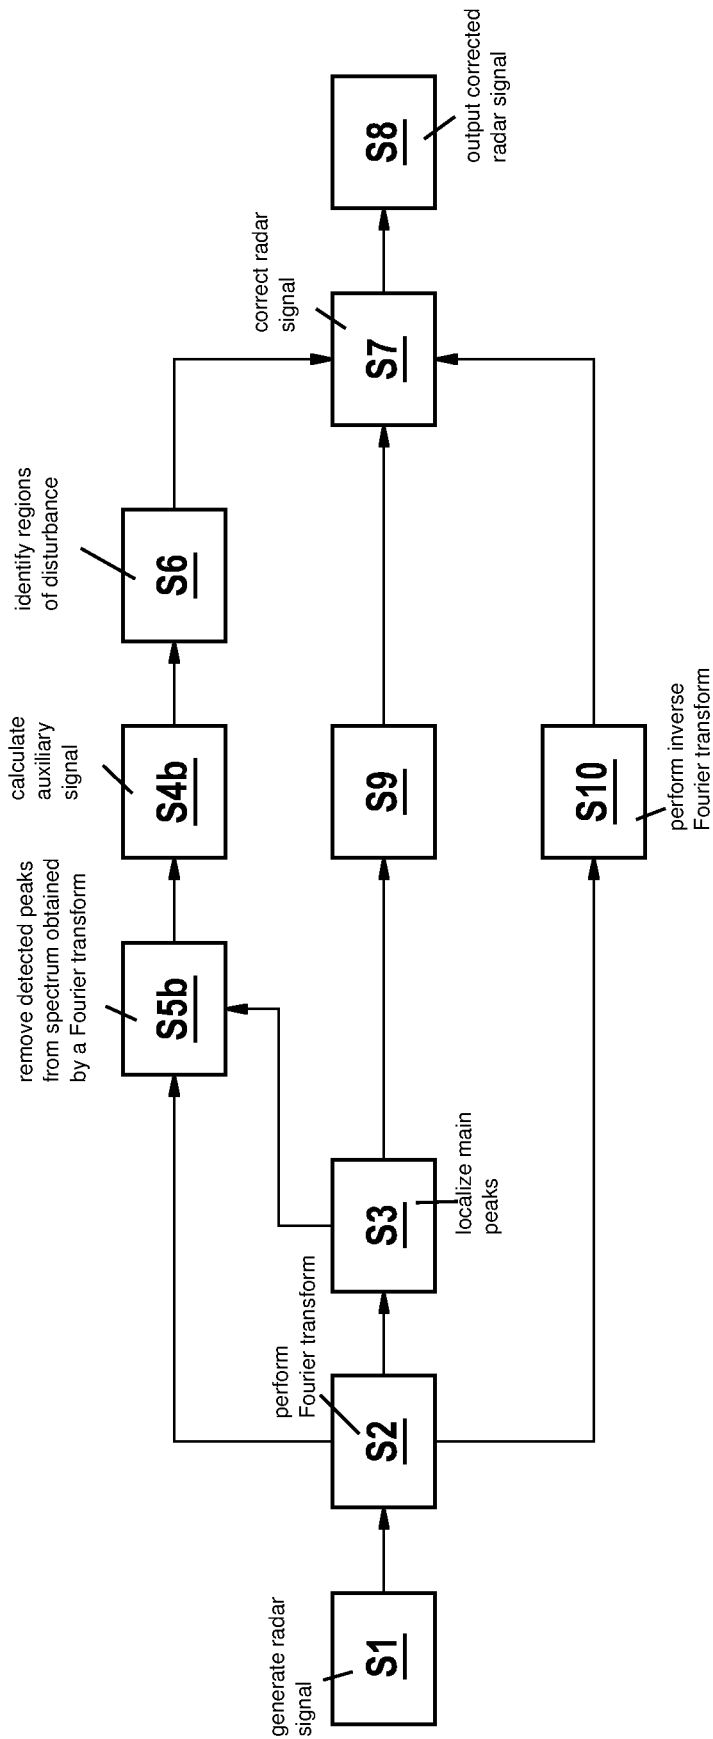 generate radar
signal
S1
perform
Fourier transform
S2
localize main
peaks
S3
remove detected peaks
from spectrum obtained
by a Fourier transform
S5b
calculate
auxiliary
signal
S4b
S9
perform inverse
Fourier transform
S10
identify regions
of disturbance
S6
correct radar
signal
S7
output corrected
radar signal
S8